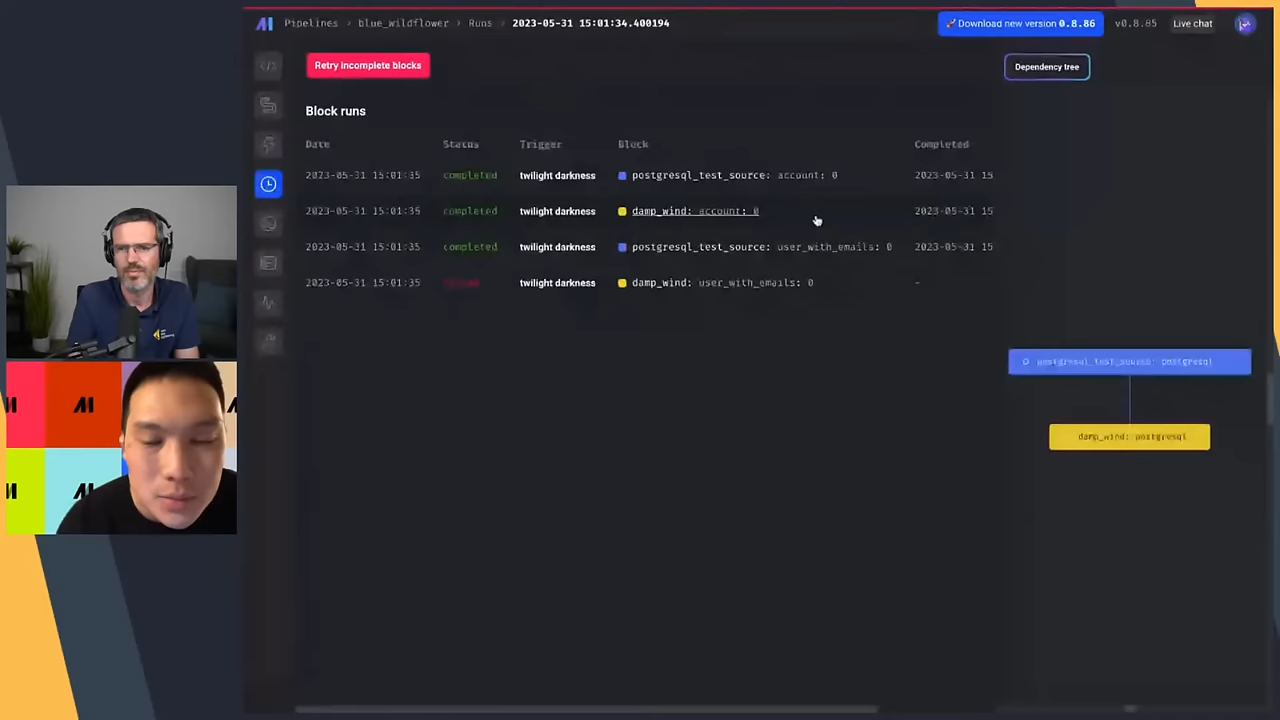 Pipelines › blue_wildflower › Runs › 2023-05-31 15:01:34.400194
Download new version 0.8.86
v0.8.85
Live chat
Retry incomplete blocks
Dependency tree
Block runs
Date Status Trigger Block Completed
2023-05-31 15:01:35 completed twilight darkness postgresql_test_source: account: 0 2023-05-31 15
2023-05-31 15:01:35 completed twilight darkness damp_wind: account: 0 2023-05-31 15
2023-05-31 15:01:35 completed twilight darkness postgresql_test_source: user_with_emails: 0 2023-05-31 15
2023-05-31 15:01:35 twilight darkness damp_wind: user_with_emails: 0 -
postgresql_test_source: postgresql
damp_wind: postgresql